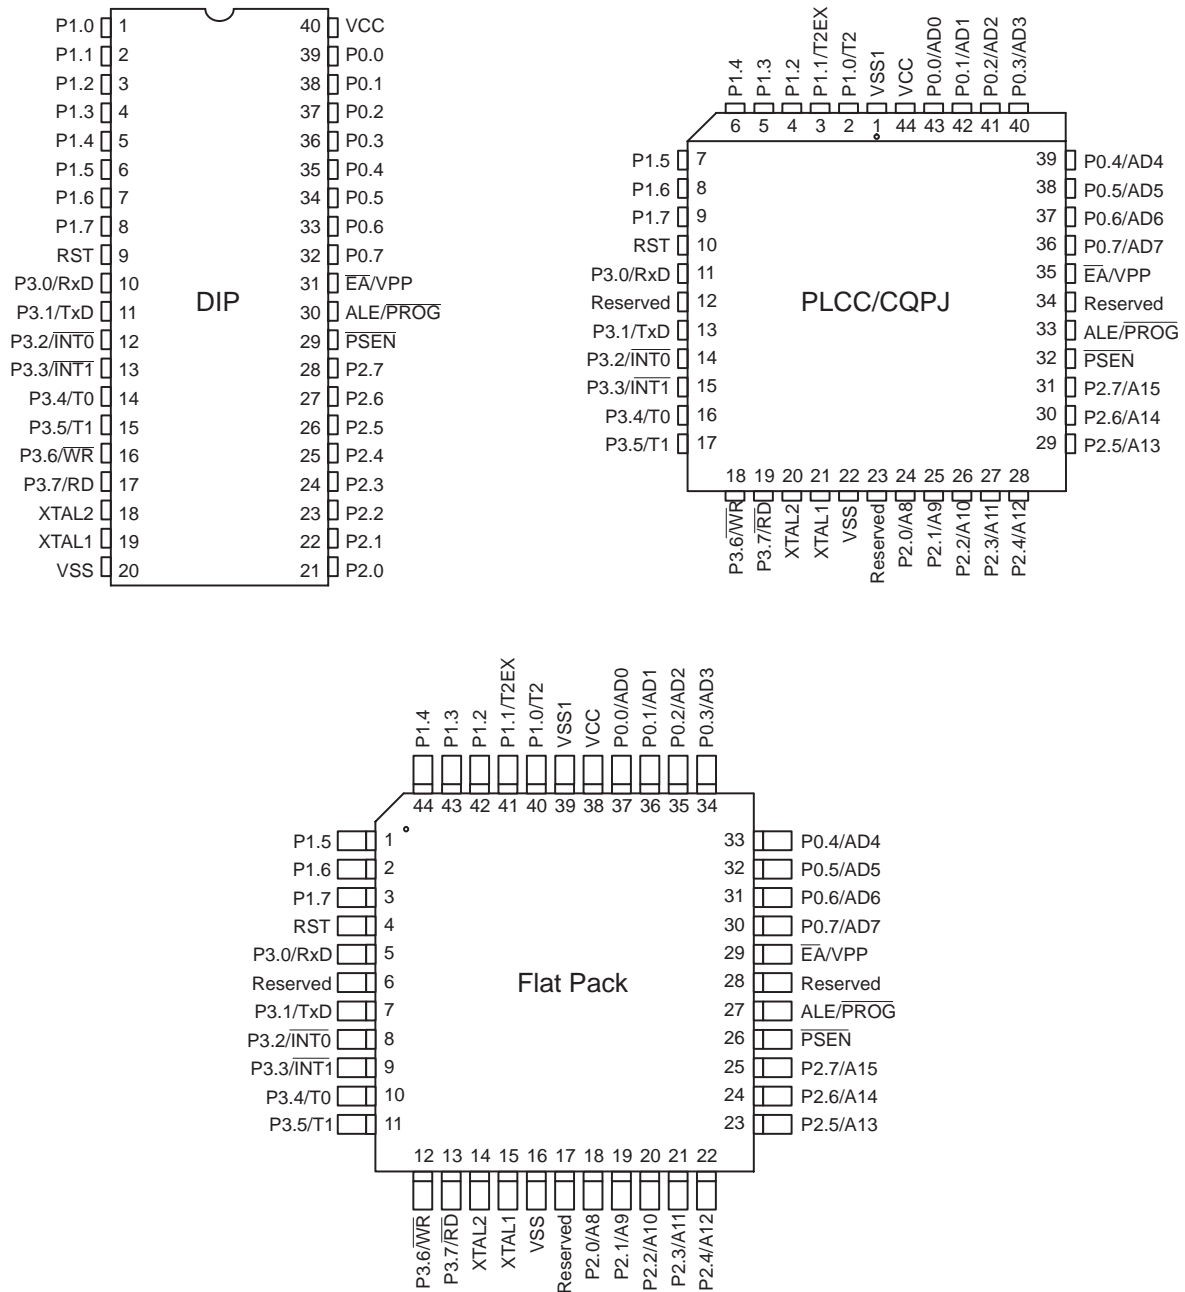 P1.0 1 40 VCC
P1.1 2 39 P0.0
P1.2 3 38 P0.1
P1.3 4 37 P0.2
P1.4 5 36 P0.3
P1.5 6 35 P0.4
P1.6 7 34 P0.5
P1.7 8 33 P0.6
RST 9 32 P0.7
P3.0/RxD 10 31 E̅A̅/VPP
P3.1/TxD 11 DIP 30 ALE/P̅R̅O̅G̅
P3.2/I̅N̅T̅0̅ 12 29 P̅S̅E̅N̅
P3.3/I̅N̅T̅1̅ 13 28 P2.7
P3.4/T0 14 27 P2.6
P3.5/T1 15 26 P2.5
P3.6/W̅R̅ 16 25 P2.4
P3.7/RD 17 24 P2.3
XTAL2 18 23 P2.2
XTAL1 19 22 P2.1
VSS 20 21 P2.0
P1.4 P1.3 P1.2 P1.1/T2EX P1.0/T2 VSS1 VCC P0.0/AD0 P0.1/AD1 P0.2/AD2 P0.3/AD3
6 5 4 3 2 1 44 43 42 41 40
P1.5 7 39 P0.4/AD4
P1.6 8 38 P0.5/AD5
P1.7 9 37 P0.6/AD6
RST 10 36 P0.7/AD7
P3.0/RxD 11 35 E̅A̅/VPP
Reserved 12 PLCC/CQPJ 34 Reserved
P3.1/TxD 13 33 ALE/P̅R̅O̅G̅
P3.2/I̅N̅T̅0̅ 14 32 P̅S̅E̅N̅
P3.3/I̅N̅T̅1̅ 15 31 P2.7/A15
P3.4/T0 16 30 P2.6/A14
P3.5/T1 17 29 P2.5/A13
18 19 20 21 22 23 24 25 26 27 28
P3.6/W̅R̅ P3.7/R̅D̅ XTAL2 XTAL1 VSS Reserved P2.0/A8 P2.1/A9 P2.2/A10 P2.3/A11 P2.4/A12
P1.4 P1.3 P1.2 P1.1/T2EX P1.0/T2 VSS1 VCC P0.0/AD0 P0.1/AD1 P0.2/AD2 P0.3/AD3
44 43 42 41 40 39 38 37 36 35 34
P1.5 1 33 P0.4/AD4
P1.6 2 32 P0.5/AD5
P1.7 3 31 P0.6/AD6
RST 4 30 P0.7/AD7
P3.0/RxD 5 29 E̅A̅/VPP
Reserved 6 Flat Pack 28 Reserved
P3.1/TxD 7 27 ALE/P̅R̅O̅G̅
P3.2/I̅N̅T̅0̅ 8 26 P̅S̅E̅N̅
P3.3/I̅N̅T̅1̅ 9 25 P2.7/A15
P3.4/T0 10 24 P2.6/A14
P3.5/T1 11 23 P2.5/A13
12 13 14 15 16 17 18 19 20 21 22
P3.6/W̅R̅ P3.7/R̅D̅ XTAL2 XTAL1 VSS Reserved P2.0/A8 P2.1/A9 P2.2/A10 P2.3/A11 P2.4/A12